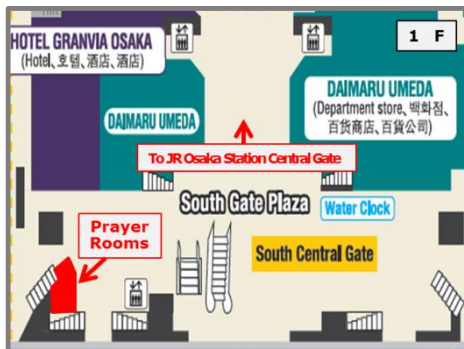 1 F
HOTEL GRANVIA OSAKA
(Hotel、호텔、酒店、酒店)
DAIMARU UMEDA
DAIMARU UMEDA
(Department store、백화점、
百货商店、百貨公司)
To JR Osaka Station Central Gate
South Gate Plaza
Water Clock
Prayer
Rooms
South Central Gate